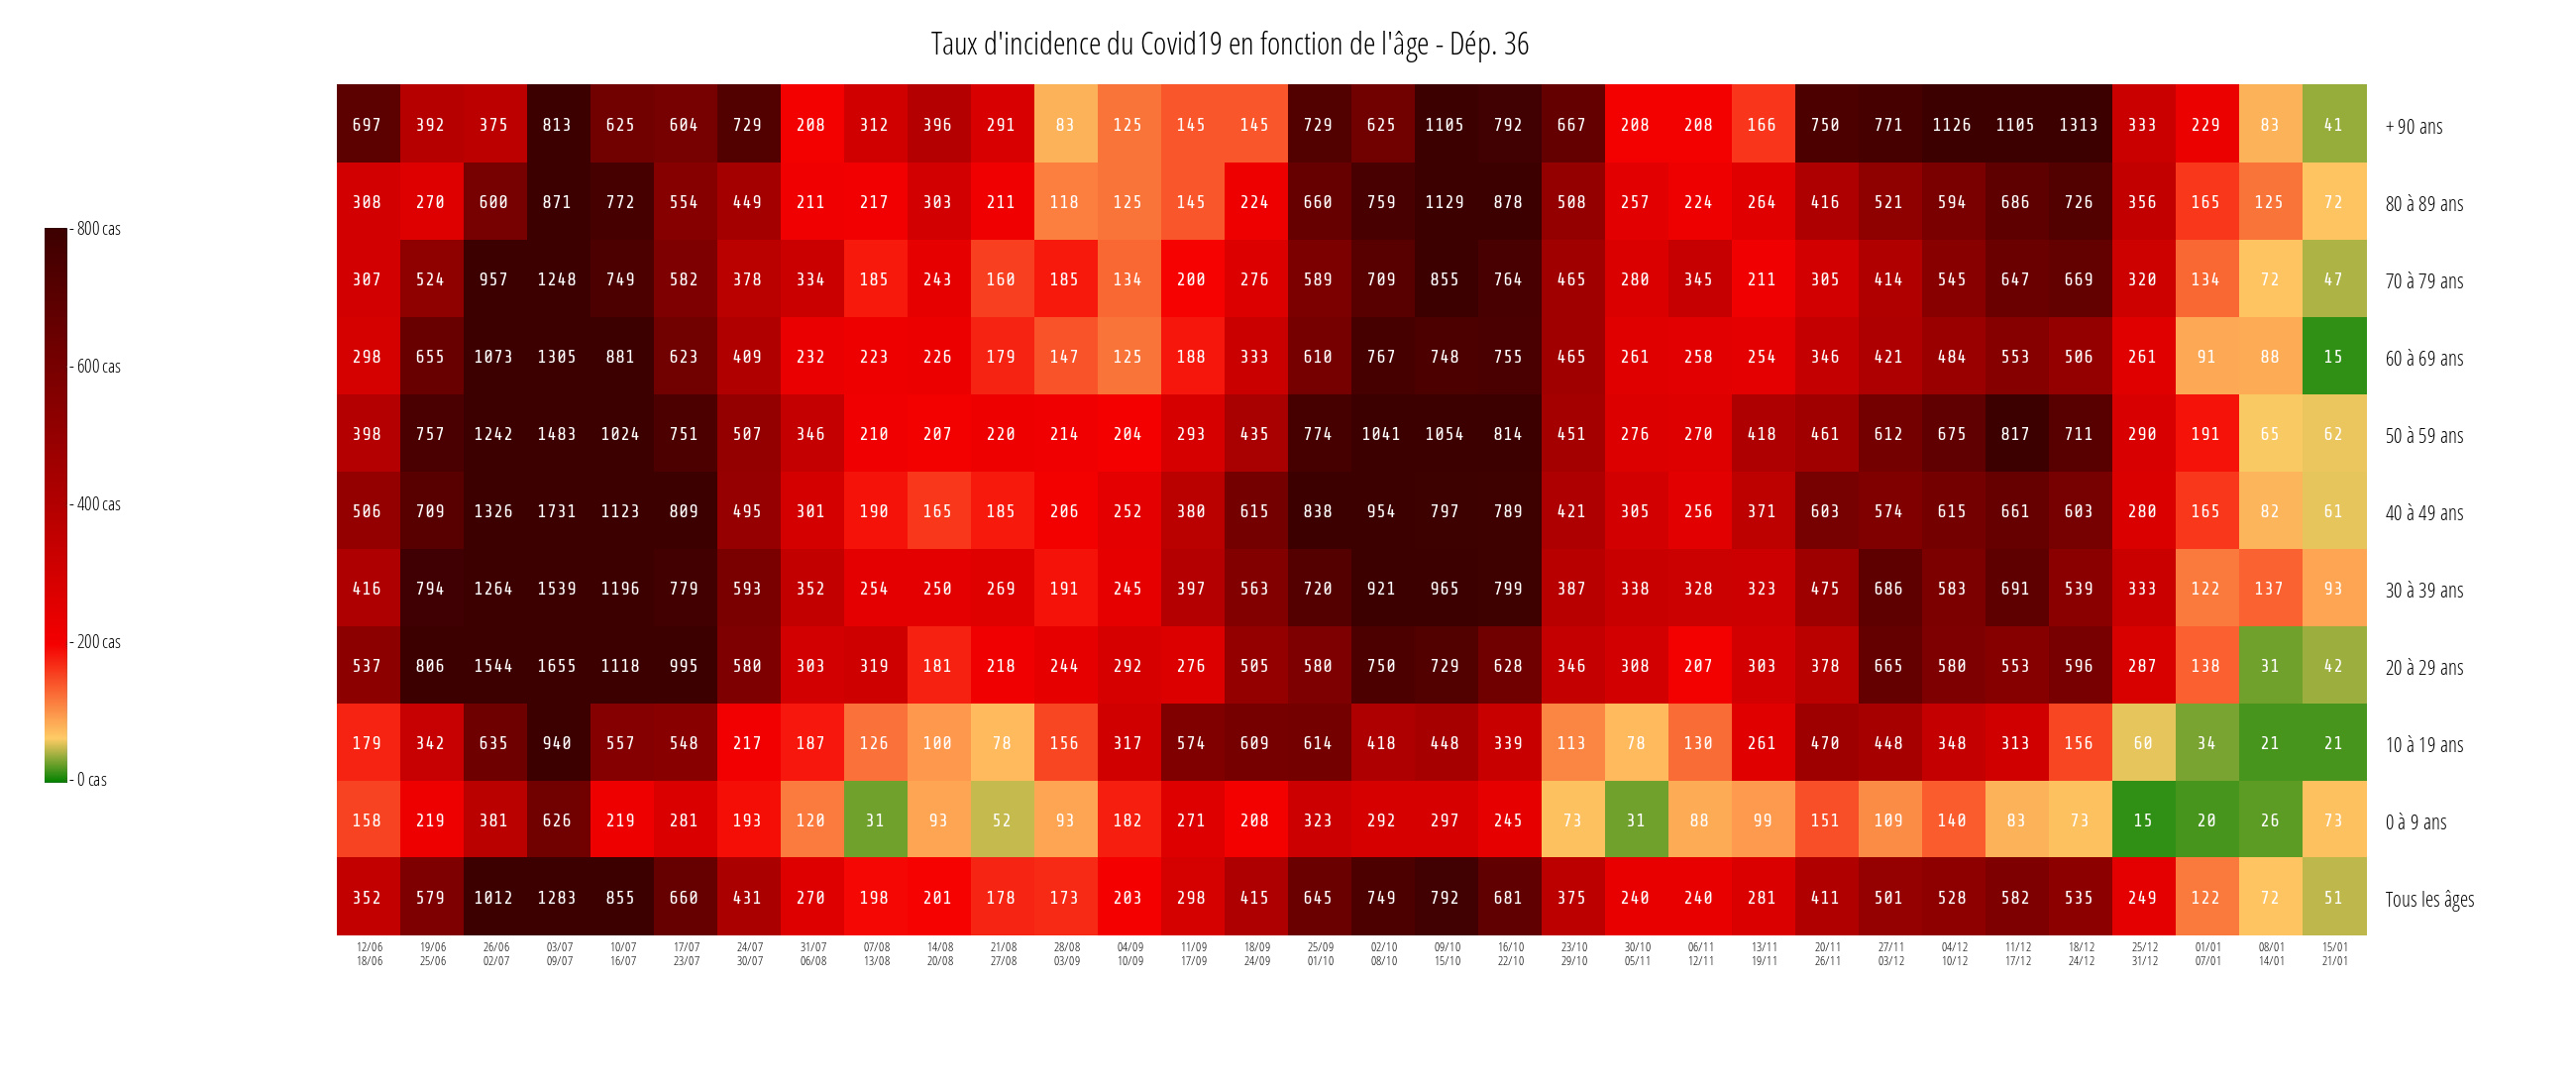 Taux d'incidence du Covid19 en fonction de l'âge - Dép. 36
697 392 375 813 625 604 729 208 312 396 291 83 125 145 145 729 625 1105 792 667 208 208 166 750 771 1126 1105 1313 333 229 83 41 + 90 ans
308 270 600 871 772 554 449 211 217 303 211 118 125 145 224 660 759 1129 878 508 257 224 264 416 521 594 686 726 356 165 125 72 80 à 89 ans
- 800 cas
307 524 957 1248 749 582 378 334 185 243 160 185 134 200 276 589 709 855 764 465 280 345 211 305 414 545 647 669 320 134 72 47 70 à 79 ans
298 655 1073 1305 881 623 409 232 223 226 179 147 125 188 333 610 767 748 755 465 261 258 254 346 421 484 553 506 261 91 88 15 60 à 69 ans
- 600 cas
398 757 1242 1483 1024 751 507 346 210 207 220 214 204 293 435 774 1041 1054 814 451 276 270 418 461 612 675 817 711 290 191 65 62 50 à 59 ans
- 400 cas
506 709 1326 1731 1123 809 495 301 190 165 185 206 252 380 615 838 954 797 789 421 305 256 371 603 574 615 661 603 280 165 82 61 40 à 49 ans
416 794 1264 1539 1196 779 593 352 254 250 269 191 245 397 563 720 921 965 799 387 338 328 323 475 686 583 691 539 333 122 137 93 30 à 39 ans
- 200 cas
537 806 1544 1655 1118 995 580 303 319 181 218 244 292 276 505 580 750 729 628 346 308 207 303 378 665 580 553 596 287 138 31 42 20 à 29 ans
179 342 635 940 557 548 217 187 126 100 78 156 317 574 609 614 418 448 339 113 78 130 261 470 448 348 313 156 60 34 21 21 10 à 19 ans
- 0 cas
158 219 381 626 219 281 193 120 31 93 52 93 182 271 208 323 292 297 245 73 31 88 99 151 109 140 83 73 15 20 26 73 0 à 9 ans
352 579 1012 1283 855 660 431 270 198 201 178 173 203 298 415 645 749 792 681 375 240 240 281 411 501 528 582 535 249 122 72 51 Tous les âges
12/06 19/06 26/06 03/07 10/07 17/07 24/07 31/07 07/08 14/08 21/08 28/08 04/09 11/09 18/09 25/09 02/10 09/10 16/10 23/10 30/10 06/11 13/11 20/11 27/11 04/12 11/12 18/12 25/12 01/01 08/01 15/01
18/06 25/06 02/07 09/07 16/07 23/07 30/07 06/08 13/08 20/08 27/08 03/09 10/09 17/09 24/09 01/10 08/10 15/10 22/10 29/10 05/11 12/11 19/11 26/11 03/12 10/12 17/12 24/12 31/12 07/01 14/01 21/01